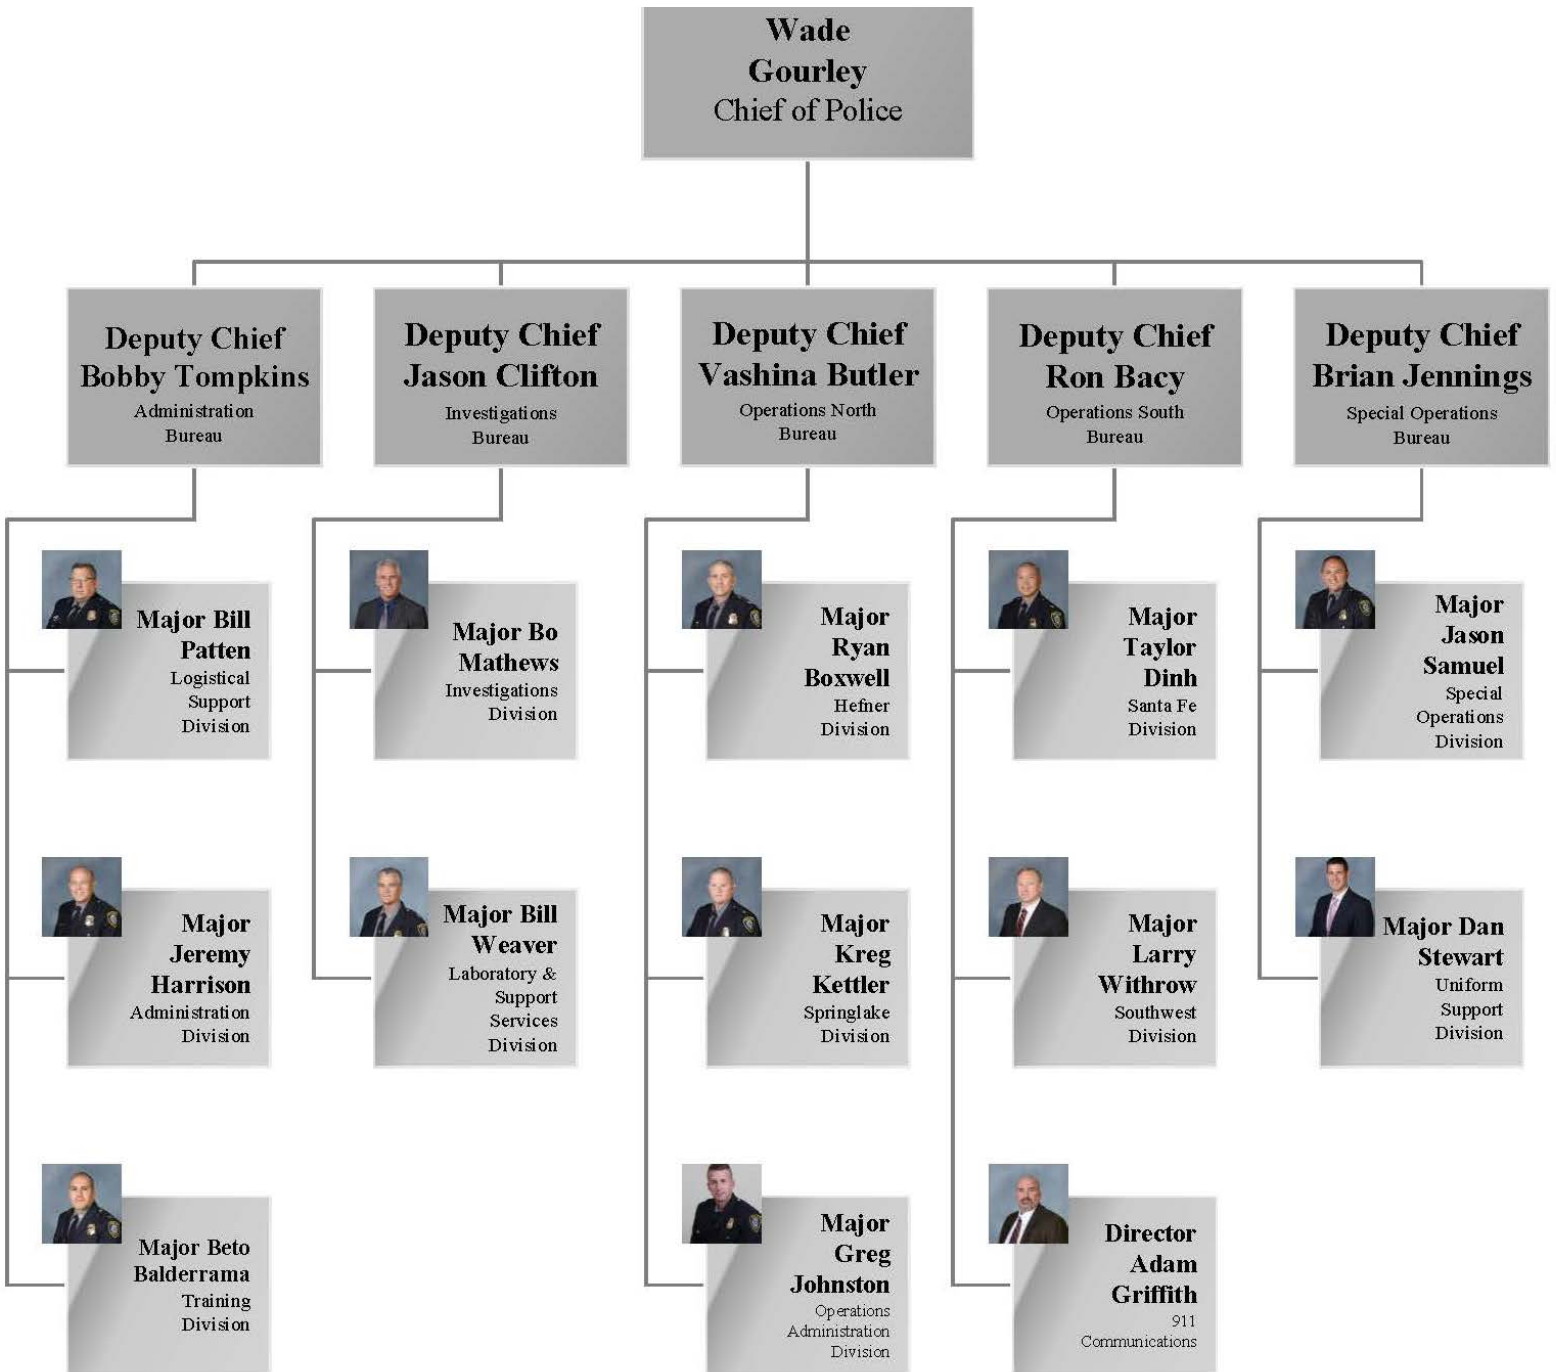 Wade
Gourley
Chief of Police
Deputy Chief
Bobby Tompkins
Administration
Bureau
Deputy Chief
Jason Clifton
Investigations
Bureau
Deputy Chief
Vashina Butler
Operations North
Bureau
Deputy Chief
Ron Bacy
Operations South
Bureau
Deputy Chief
Brian Jennings
Special Operations
Bureau
Major Bill
Patten
Logistical
Support
Division
Major Bo
Mathews
Investigations
Division
Major
Ryan
Boxwell
Hefner
Division
Major
Taylor
Dinh
Santa Fe
Division
Major
Jason
Samuel
Special
Operations
Division
Major
Jeremy
Harrison
Administration
Division
Major Bill
Weaver
Laboratory &
Support
Services
Division
Major
Kreg
Kettler
Springlake
Division
Major
Larry
Withrow
Southwest
Division
Major Dan
Stewart
Uniform
Support
Division
Major Beto
Balderrama
Training
Division
Major
Greg
Johnston
Operations
Administration
Division
Director
Adam
Griffith
911
Communications